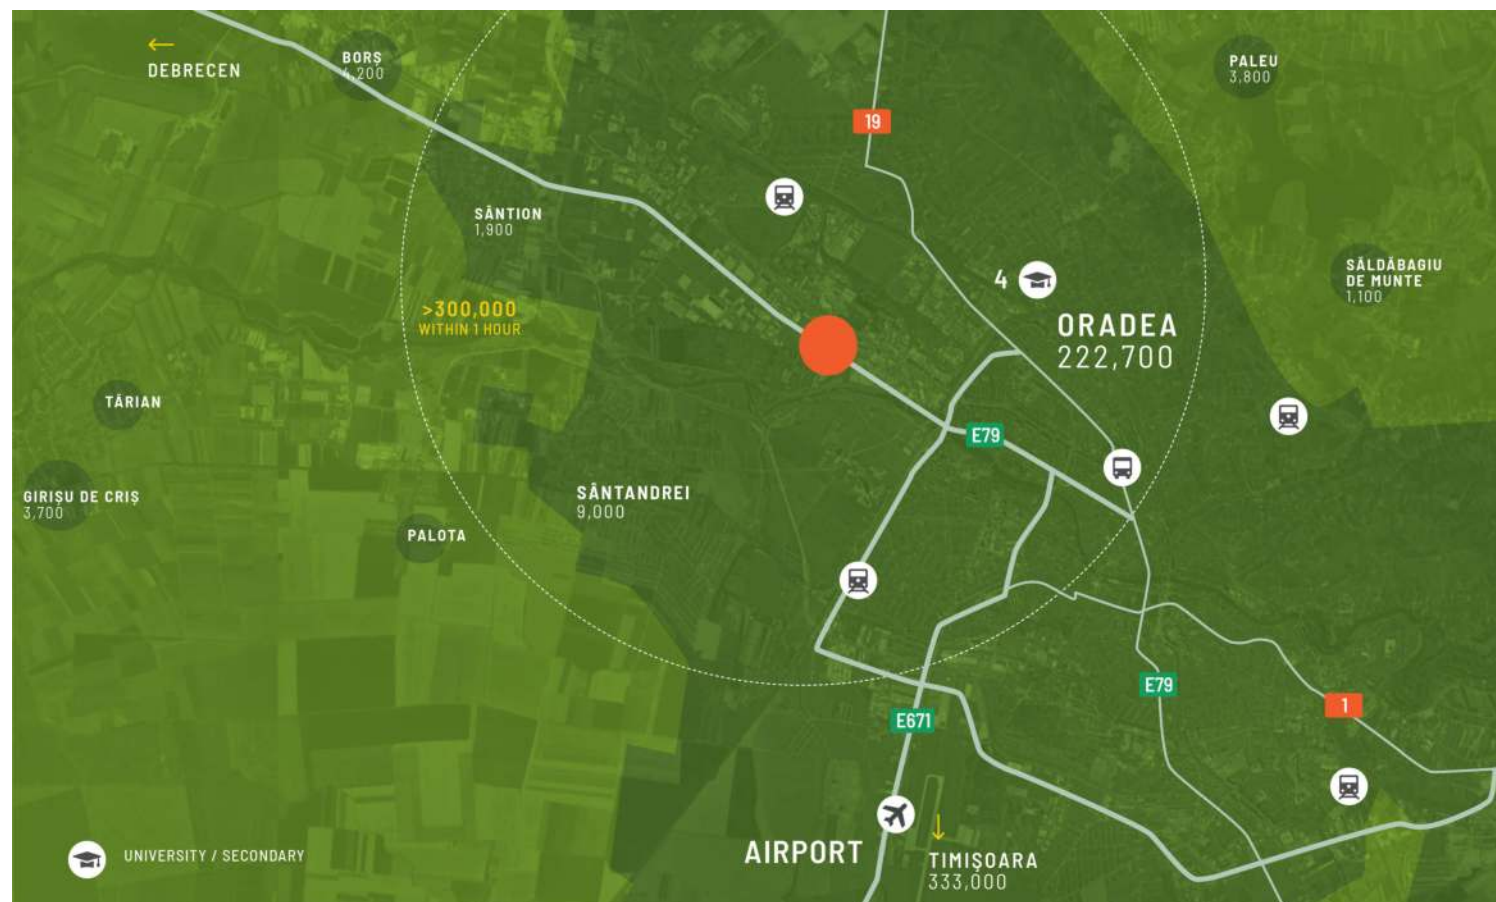 DEBRECEN
BORȘ
4,200
PALEU
3,800
19
SÂNTION
1,900
SĂLDĂBAGIU
DE MUNTE
1,100
4
>300,000
WITHIN 1 HOUR
ORADEA
222,700
TĂRIAN
E79
GIRIȘU DE CRIȘ
3,700
SÂNTANDREI
9,000
PALOTA
E79
1
E671
AIRPORT
TIMIȘOARA
333,000
UNIVERSITY / SECONDARY